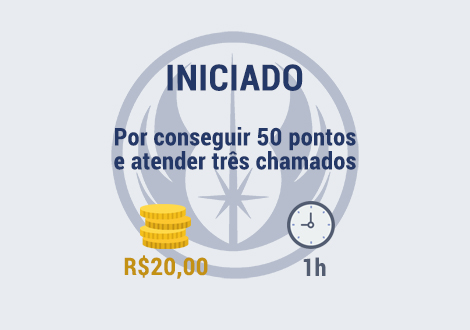 INICIADO
Por conseguir 50 pontos
e atender três chamados
R$20,00
1h